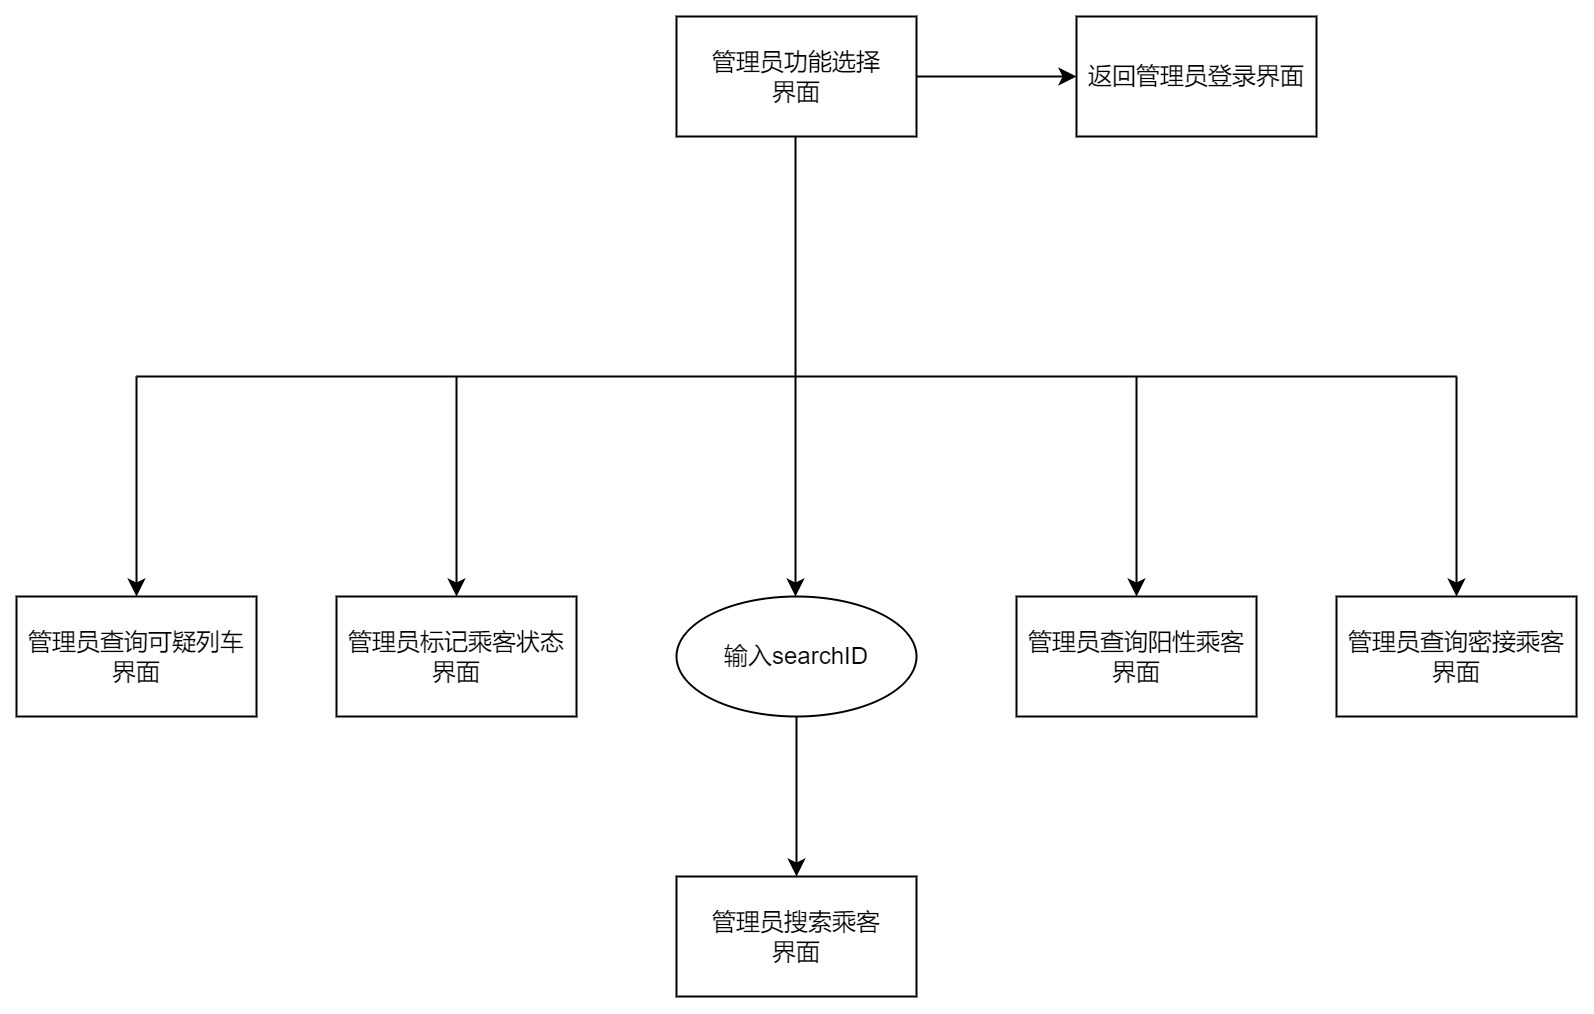 管理员功能选择
界面
返回管理员登录界面
管理员查询可疑列车
界面
管理员标记乘客状态
界面
输入searchID
管理员查询阳性乘客
界面
管理员查询密接乘客
界面
管理员搜索乘客
界面